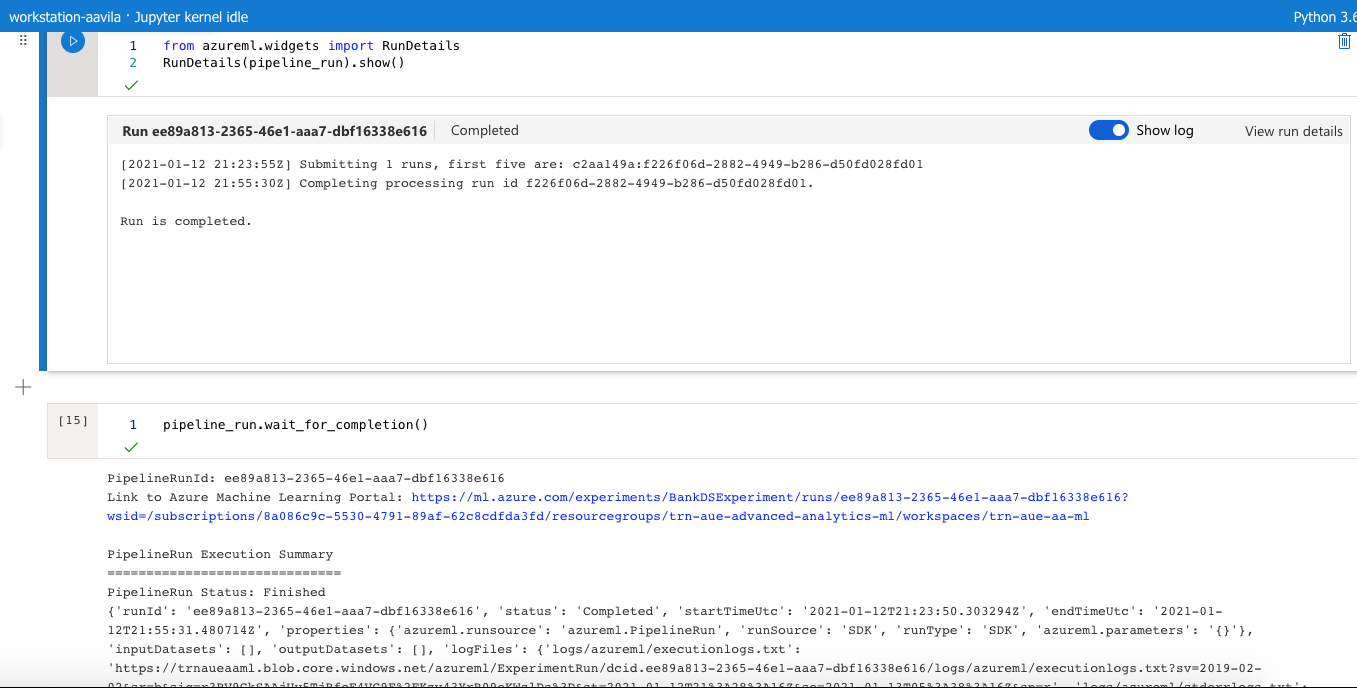 workstation-aavila · Jupyter kernel idle
Python 3.6
1 from azureml.widgets import RunDetails
2 RunDetails(pipeline_run).show()
Run ee89a813-2365-46e1-aaa7-dbf16338e616 Completed Show log View run details
[2021-01-12 21:23:55Z] Submitting 1 runs, first five are: c2aa149a:f226f06d-2882-4949-b286-d50fd028fd01
[2021-01-12 21:55:30Z] Completing processing run id f226f06d-2882-4949-b286-d50fd028fd01.
Run is completed.
[15] 1 pipeline_run.wait_for_completion()
PipelineRunId: ee89a813-2365-46e1-aaa7-dbf16338e616
Link to Azure Machine Learning Portal: https://ml.azure.com/experiments/BankDSExperiment/runs/ee89a813-2365-46e1-aaa7-dbf16338e616?
wsid=/subscriptions/8a086c9c-5530-4791-89af-62c8cdfda3fd/resourcegroups/trn-aue-advanced-analytics-ml/workspaces/trn-aue-aa-ml
PipelineRun Execution Summary
==============================
PipelineRun Status: Finished
{'runId': 'ee89a813-2365-46e1-aaa7-dbf16338e616', 'status': 'Completed', 'startTimeUtc': '2021-01-12T21:23:50.303294Z', 'endTimeUtc': '2021-01-
12T21:55:31.480714Z', 'properties': {'azureml.runsource': 'azureml.PipelineRun', 'runSource': 'SDK', 'runType': 'SDK', 'azureml.parameters': '{}'},
'inputDatasets': [], 'outputDatasets': [], 'logFiles': {'logs/azureml/executionlogs.txt':
'https://trnaueaaml.blob.core.windows.net/azureml/ExperimentRun/dcid.ee89a813-2365-46e1-aaa7-dbf16338e616/logs/azureml/executionlogs.txt?sv=2019-02-